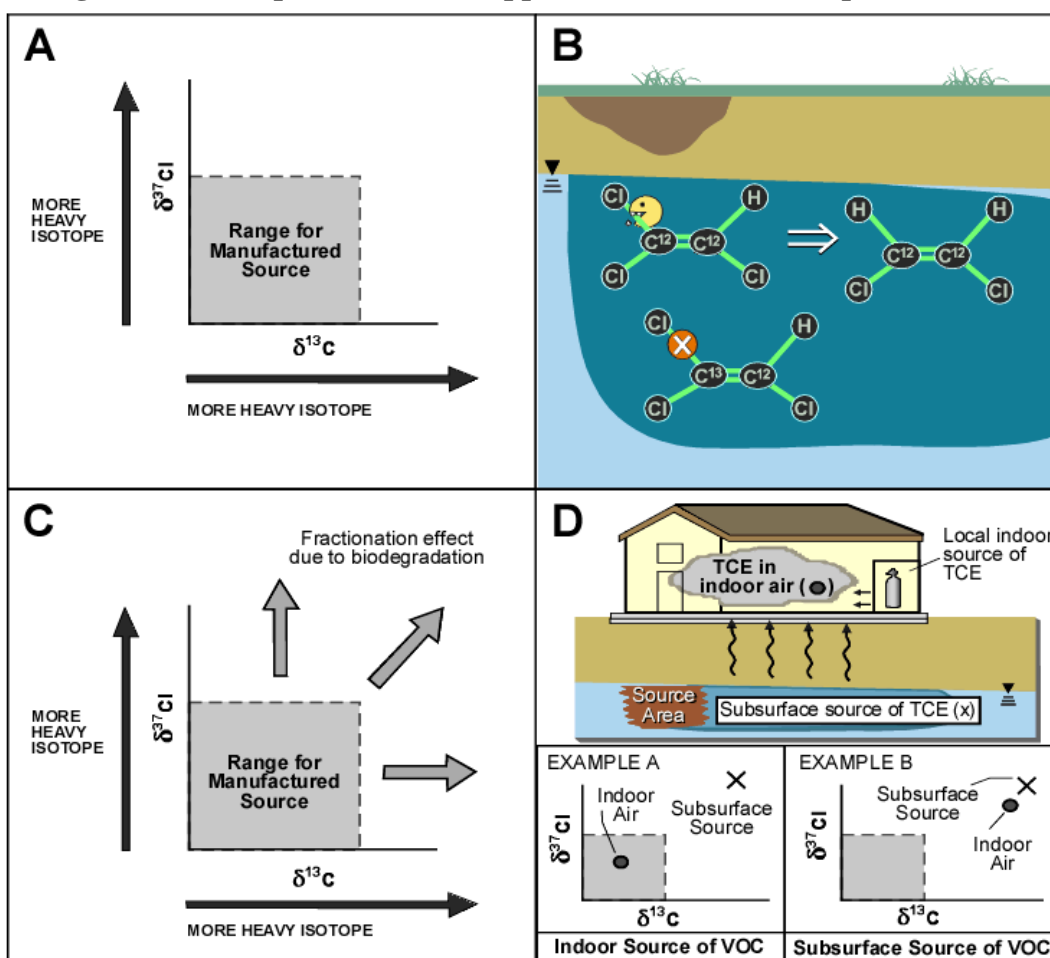 A
MORE
HEAVY
ISOTOPE
δ³⁷Cl
Range for
Manufactured
Source
δ¹³C
MORE HEAVY ISOTOPE
B
Cl
H
C¹²
C¹²
Cl
Cl
H
H
C¹²
C¹²
Cl
Cl
Cl
X
H
C¹³
C¹²
Cl
Cl
C
Fractionation effect
due to biodegradation
MORE
HEAVY
ISOTOPE
δ³⁷Cl
Range for
Manufactured
Source
δ¹³C
MORE HEAVY ISOTOPE
D
TCE in
indoor air ( )
Local indoor
source of
TCE
Source
Area
Subsurface source of TCE (x)
EXAMPLE A
Indoor
Air
Subsurface
Source
δ³⁷Cl
δ¹³C
Indoor Source of VOC
EXAMPLE B
Subsurface
Source
Indoor
Air
δ³⁷Cl
δ¹³C
Subsurface Source of VOC